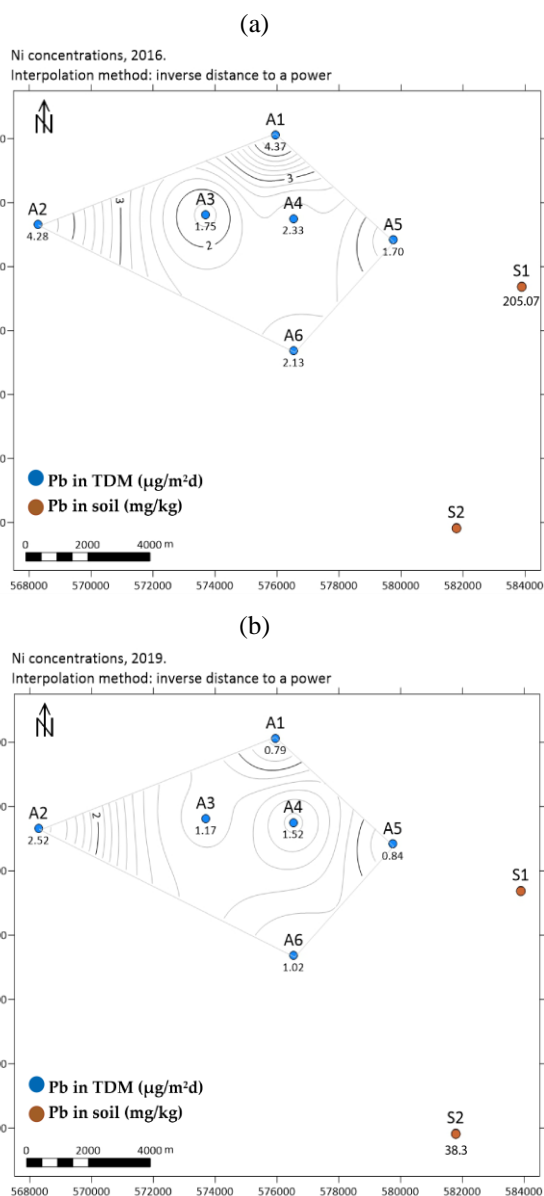 (a)
Ni concentrations, 2016.
Interpolation method: inverse distance to a power
N
A1
4.37
3
A2
4.28
3
A3
1.75
2
A4
2.33
A5
1.70
S1
205.07
A6
2.13
Pb in TDM (µg/m²d)
Pb in soil (mg/kg)
S2
0 2000 4000 m
568000 570000 572000 574000 576000 578000 580000 582000 584000
(b)
Ni concentrations, 2019.
Interpolation method: inverse distance to a power
N
A1
0.79
A2
2.52
2
A3
1.17
A4
1.52
A5
0.84
S1
A6
1.02
Pb in TDM (µg/m²d)
Pb in soil (mg/kg)
S2
38.3
0 2000 4000 m
568000 570000 572000 574000 576000 578000 580000 582000 584000